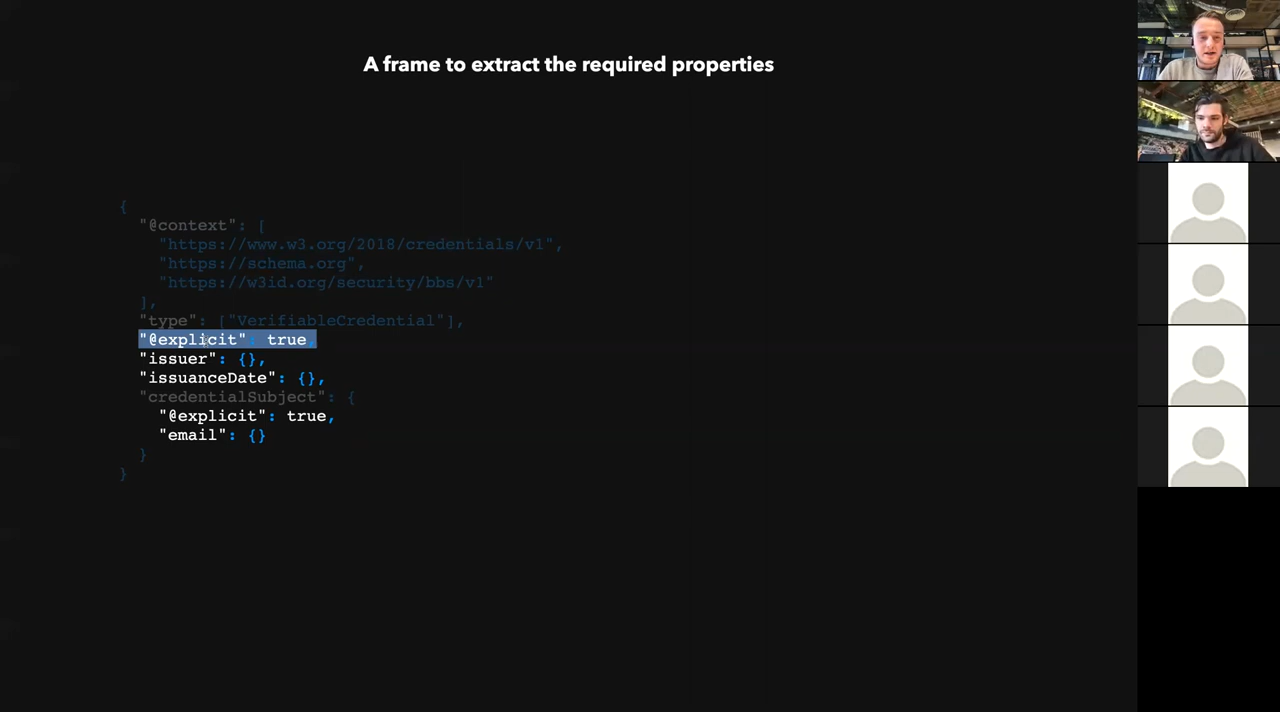 A frame to extract the required properties
{
"@context": [
"https://www.w3.org/2018/credentials/v1",
"https://schema.org",
"https://w3id.org/security/bbs/v1"
],
"type": ["VerifiableCredential"],
"@explicit": true,
"issuer": {},
"issuanceDate": {},
"credentialSubject": {
"@explicit": true,
"email": {}
}
}